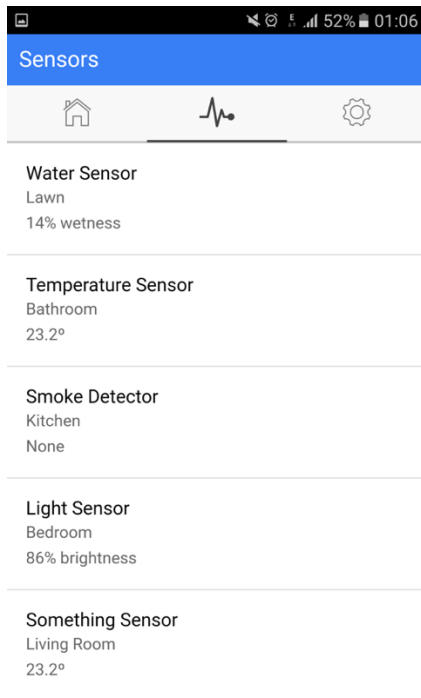 E 52% 01:06
Sensors
Water Sensor
Lawn
14% wetness
Temperature Sensor
Bathroom
23.2º
Smoke Detector
Kitchen
None
Light Sensor
Bedroom
86% brightness
Something Sensor
Living Room
23.2º